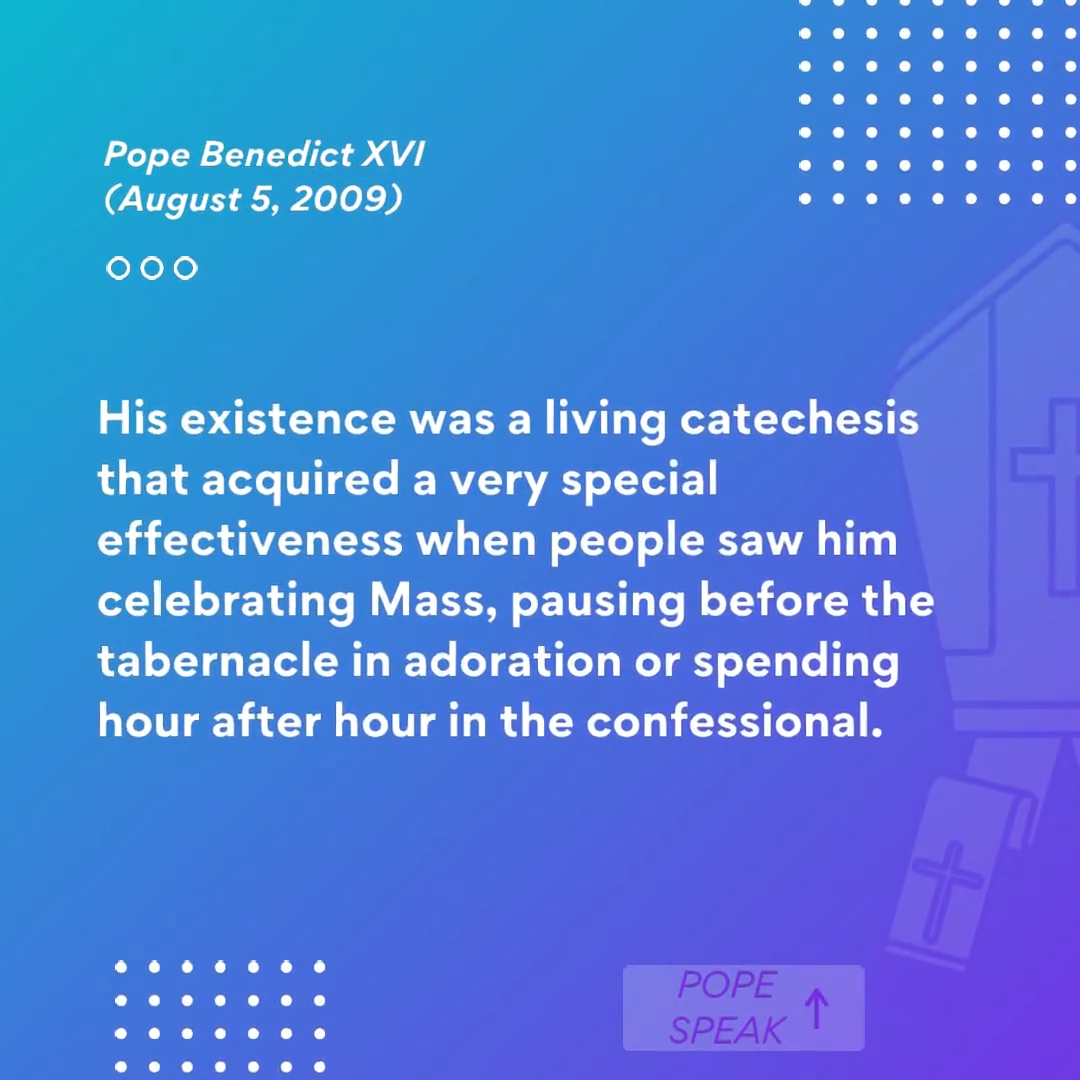 Pope Benedict XVI
(August 5, 2009)
His existence was a living catechesis
that acquired a very special
effectiveness when people saw him
celebrating Mass, pausing before the
tabernacle in adoration or spending
hour after hour in the confessional.
POPE
SPEAK